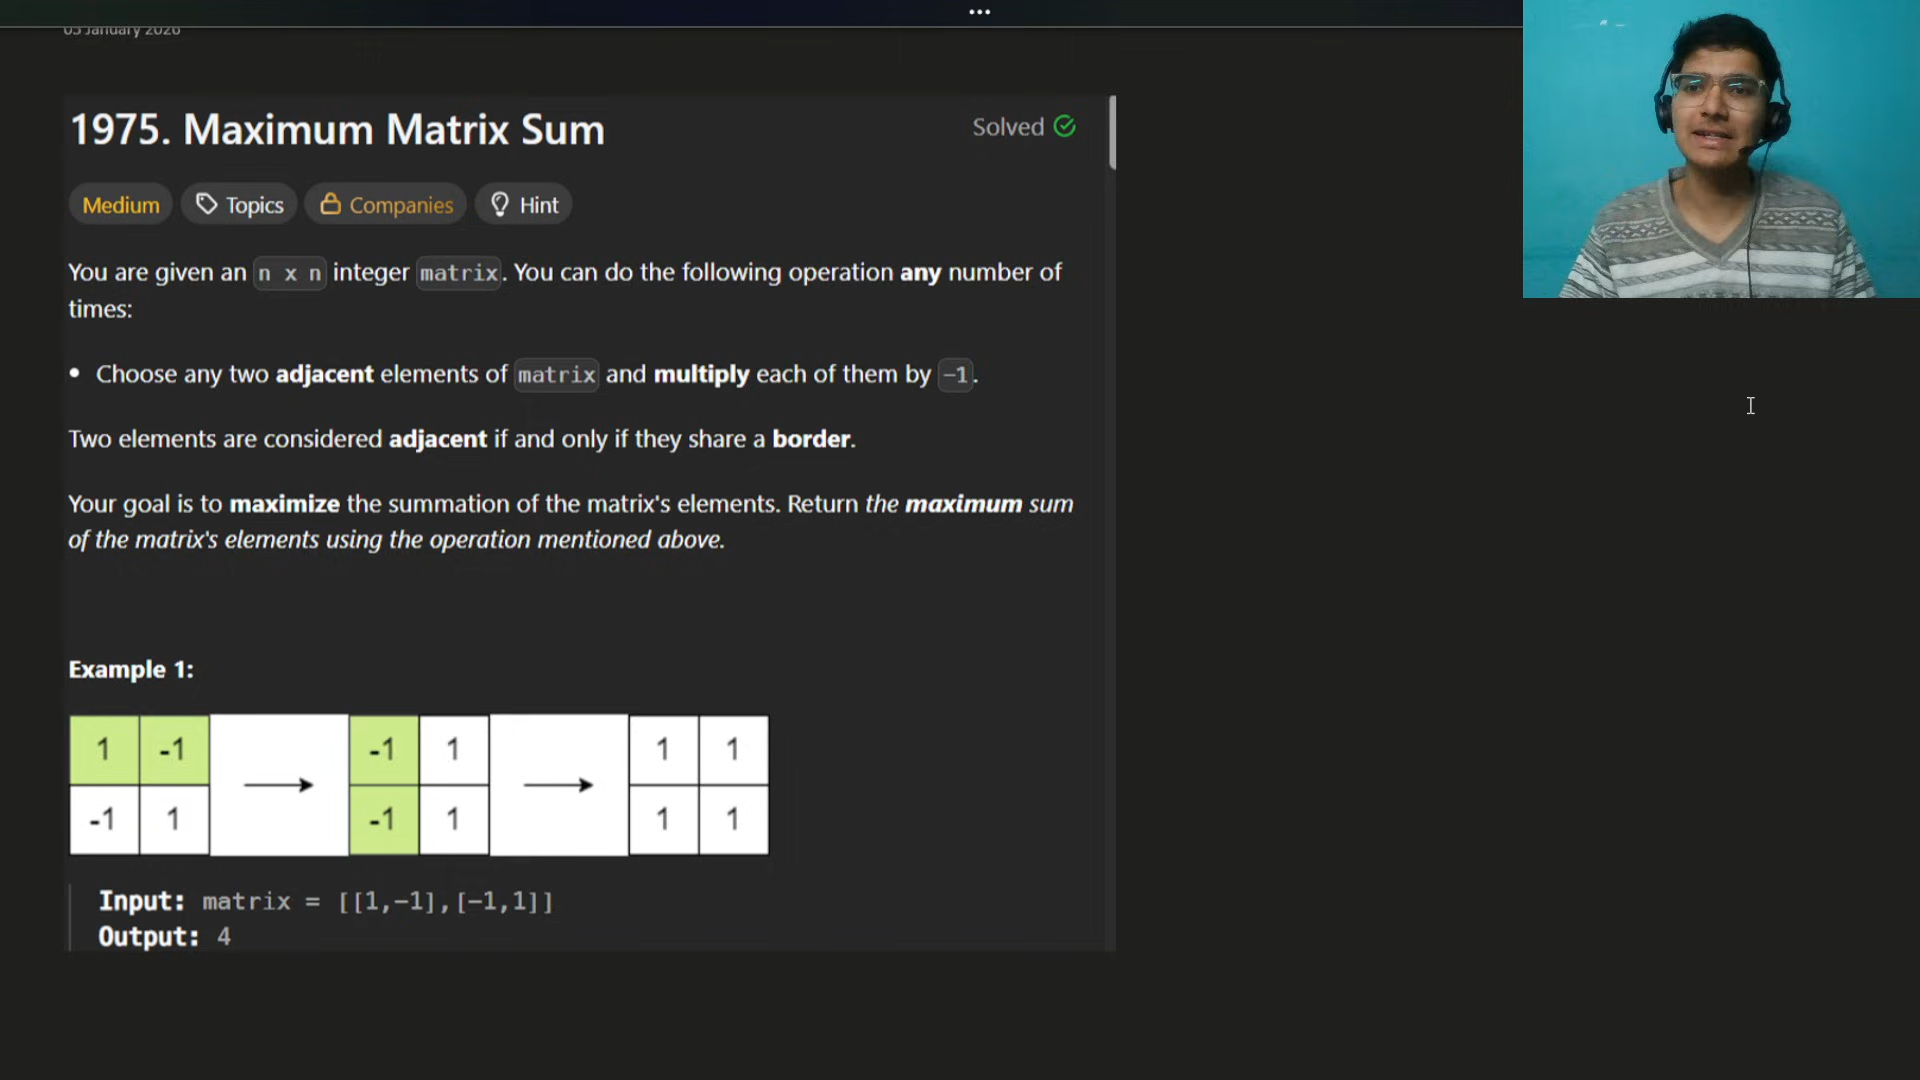 ...
05 January 2026
1975. Maximum Matrix Sum
Solved
Medium Topics Companies Hint
You are given an n x n integer matrix. You can do the following operation any number of
times:
• Choose any two adjacent elements of matrix and multiply each of them by -1.
Two elements are considered adjacent if and only if they share a border.
Your goal is to maximize the summation of the matrix's elements. Return the maximum sum
of the matrix's elements using the operation mentioned above.
Example 1:
1 -1 -1 1 1 1
-1 1 -1 1 1 1
Input: matrix = [[1,-1],[-1,1]]
Output: 4